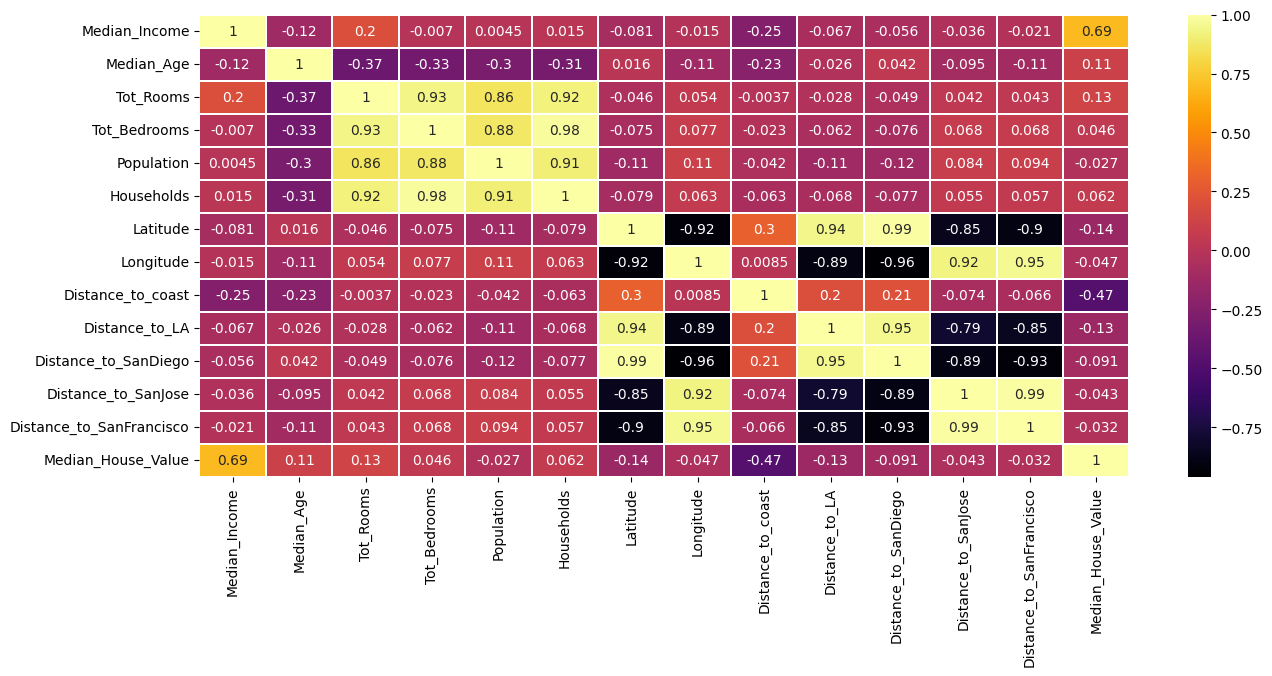 Median_Income 1 -0.12 0.2 -0.007 0.0045 0.015 -0.081 -0.015 -0.25 -0.067 -0.056 -0.036 -0.021 0.69
Median_Age -0.12 1 -0.37 -0.33 -0.3 -0.31 0.016 -0.11 -0.23 -0.026 0.042 -0.095 -0.11 0.11
Tot_Rooms 0.2 -0.37 1 0.93 0.86 0.92 -0.046 0.054 -0.0037 -0.028 -0.049 0.042 0.043 0.13
Tot_Bedrooms -0.007 -0.33 0.93 1 0.88 0.98 -0.075 0.077 -0.023 -0.062 -0.076 0.068 0.068 0.046
Population 0.0045 -0.3 0.86 0.88 1 0.91 -0.11 0.11 -0.042 -0.11 -0.12 0.084 0.094 -0.027
Households 0.015 -0.31 0.92 0.98 0.91 1 -0.079 0.063 -0.063 -0.068 -0.077 0.055 0.057 0.062
Latitude -0.081 0.016 -0.046 -0.075 -0.11 -0.079 1 -0.92 0.3 0.94 0.99 -0.85 -0.9 -0.14
Longitude -0.015 -0.11 0.054 0.077 0.11 0.063 -0.92 1 0.0085 -0.89 -0.96 0.92 0.95 -0.047
Distance_to_coast -0.25 -0.23 -0.0037 -0.023 -0.042 -0.063 0.3 0.0085 1 0.2 0.21 -0.074 -0.066 -0.47
Distance_to_LA -0.067 -0.026 -0.028 -0.062 -0.11 -0.068 0.94 -0.89 0.2 1 0.95 -0.79 -0.85 -0.13
Distance_to_SanDiego -0.056 0.042 -0.049 -0.076 -0.12 -0.077 0.99 -0.96 0.21 0.95 1 -0.89 -0.93 -0.091
Distance_to_SanJose -0.036 -0.095 0.042 0.068 0.084 0.055 -0.85 0.92 -0.074 -0.79 -0.89 1 0.99 -0.043
Distance_to_SanFrancisco -0.021 -0.11 0.043 0.068 0.094 0.057 -0.9 0.95 -0.066 -0.85 -0.93 0.99 1 -0.032
Median_House_Value 0.69 0.11 0.13 0.046 -0.027 0.062 -0.14 -0.047 -0.47 -0.13 -0.091 -0.043 -0.032 1
Median_Income
Median_Age
Tot_Rooms
Tot_Bedrooms
Population
Households
Latitude
Longitude
Distance_to_coast
Distance_to_LA
Distance_to_SanDiego
Distance_to_SanJose
Distance_to_SanFrancisco
Median_House_Value
1.00
0.75
0.50
0.25
0.00
−0.25
−0.50
−0.75